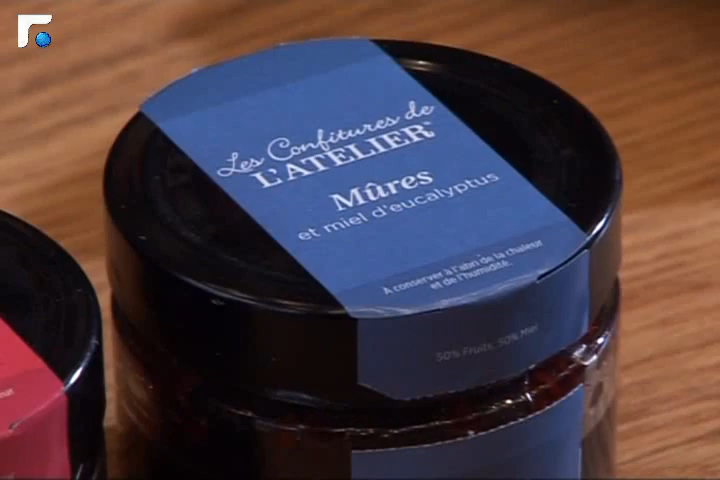 Les Confitures de
L'ATELIER
Mûres
et miel d'eucalyptus
A conserver à l'abri de la chaleur
et de l'humidité.
50% Fruits, 50% Miel